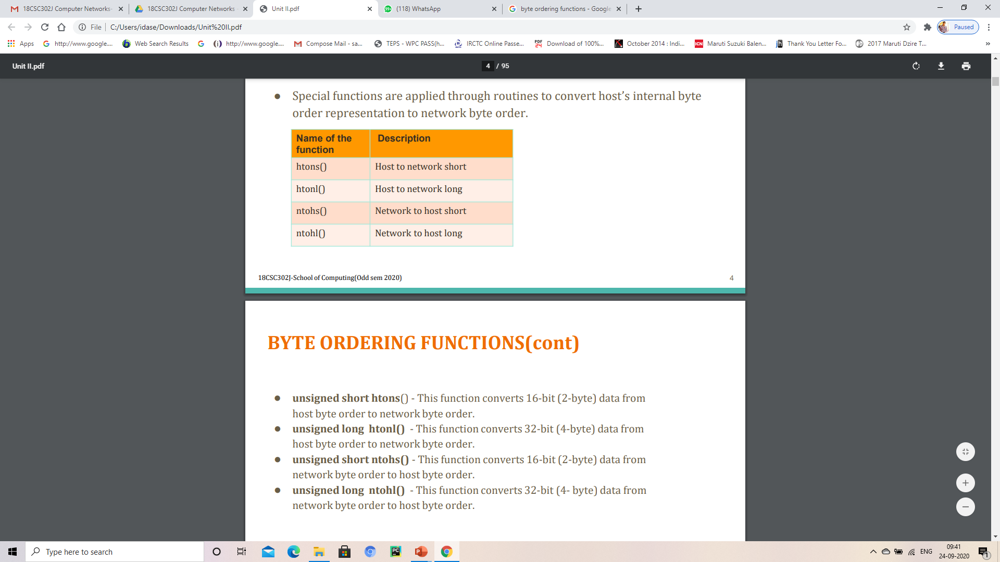 18CSC302J Computer Networks-
18CSC302J Computer Networks
Unit II.pdf
(118) WhatsApp
byte ordering functions - Google
File
C:/Users/idase/Downloads/Unit%20II.pdf
Paused
Apps
http://www.google....
Web Search Results
http://www.google....
Compose Mail - sa...
TEPS - WPC PASS(h...
IRCTC Online Passe...
Download of 100%...
October 2014 : Indi...
Maruti Suzuki Balen...
Thank You Letter Fo...
2017 Maruti Dzire T...
»
Unit II.pdf
4 / 95
● Special functions are applied through routines to convert host’s internal byte
order representation to network byte order.
Name of the Description
function
htons() Host to network short
htonl() Host to network long
ntohs() Network to host short
ntohl() Network to host long
18CSC302J-School of Computing(Odd sem 2020) 4
BYTE ORDERING FUNCTIONS(cont)
● unsigned short htons() - This function converts 16-bit (2-byte) data from
host byte order to network byte order.
● unsigned long htonl() - This function converts 32-bit (4-byte) data from
host byte order to network byte order.
● unsigned short ntohs() - This function converts 16-bit (2-byte) data from
network byte order to host byte order.
● unsigned long ntohl() - This function converts 32-bit (4- byte) data from
network byte order to host byte order.
Type here to search
ENG
09:41
24-09-2020
1